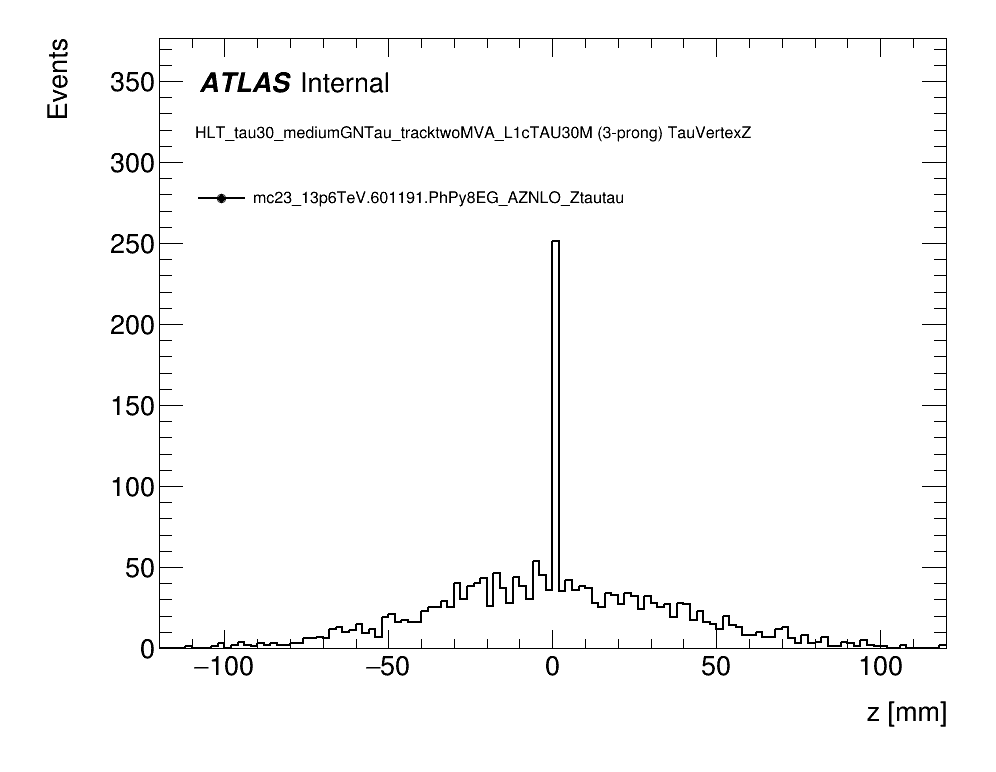 Events
350
300
250
200
150
100
50
0
ATLAS Internal
HLT_tau30_mediumGNTau_tracktwoMVA_L1cTAU30M (3-prong) TauVertexZ
mc23_13p6TeV.601191.PhPy8EG_AZNLO_Ztautau
−100 −50 0 50 100
z [mm]